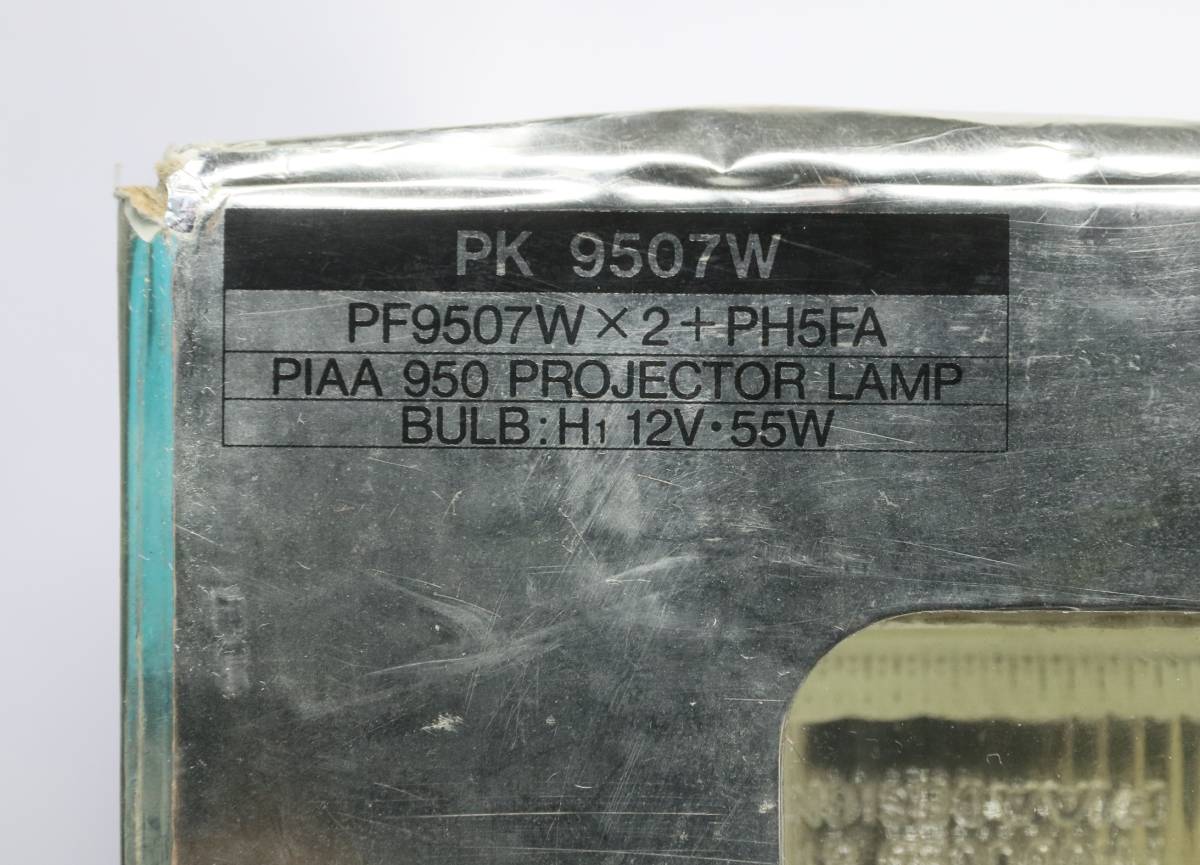 PK 9507W
PF9507W×2+PH5FA
PIAA 950 PROJECTOR LAMP
BULB:H1 12V·55W